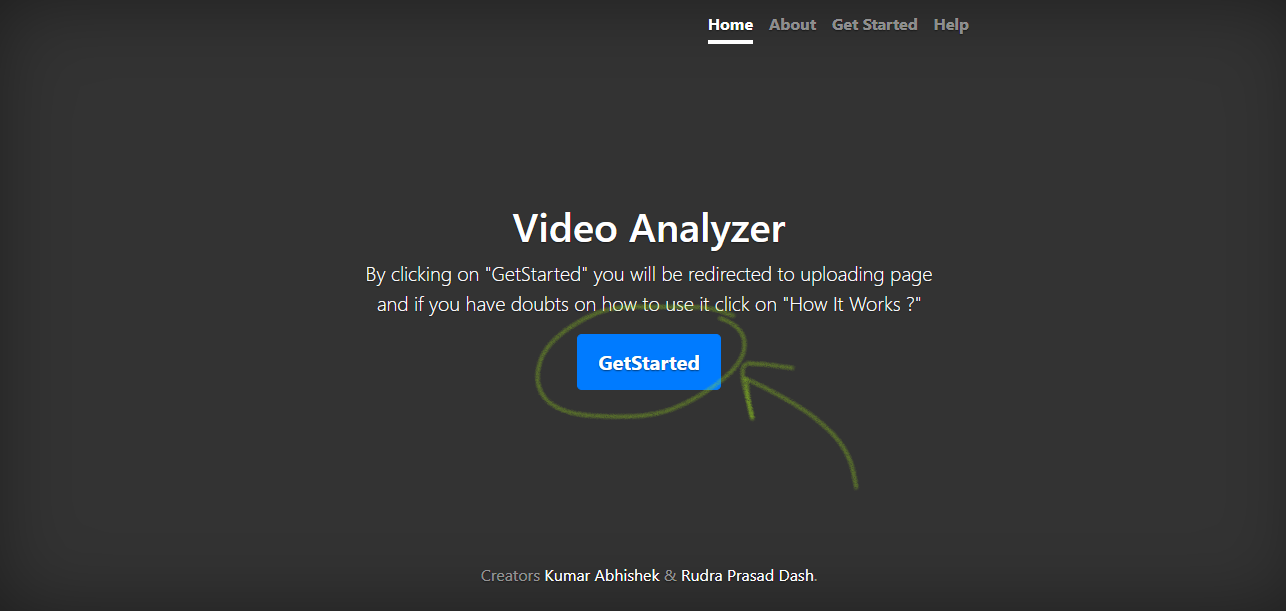 Home About Get Started Help
Video Analyzer
By clicking on "GetStarted" you will be redirected to uploading page
and if you have doubts on how to use it click on "How It Works ?"
GetStarted
Creators Kumar Abhishek & Rudra Prasad Dash.